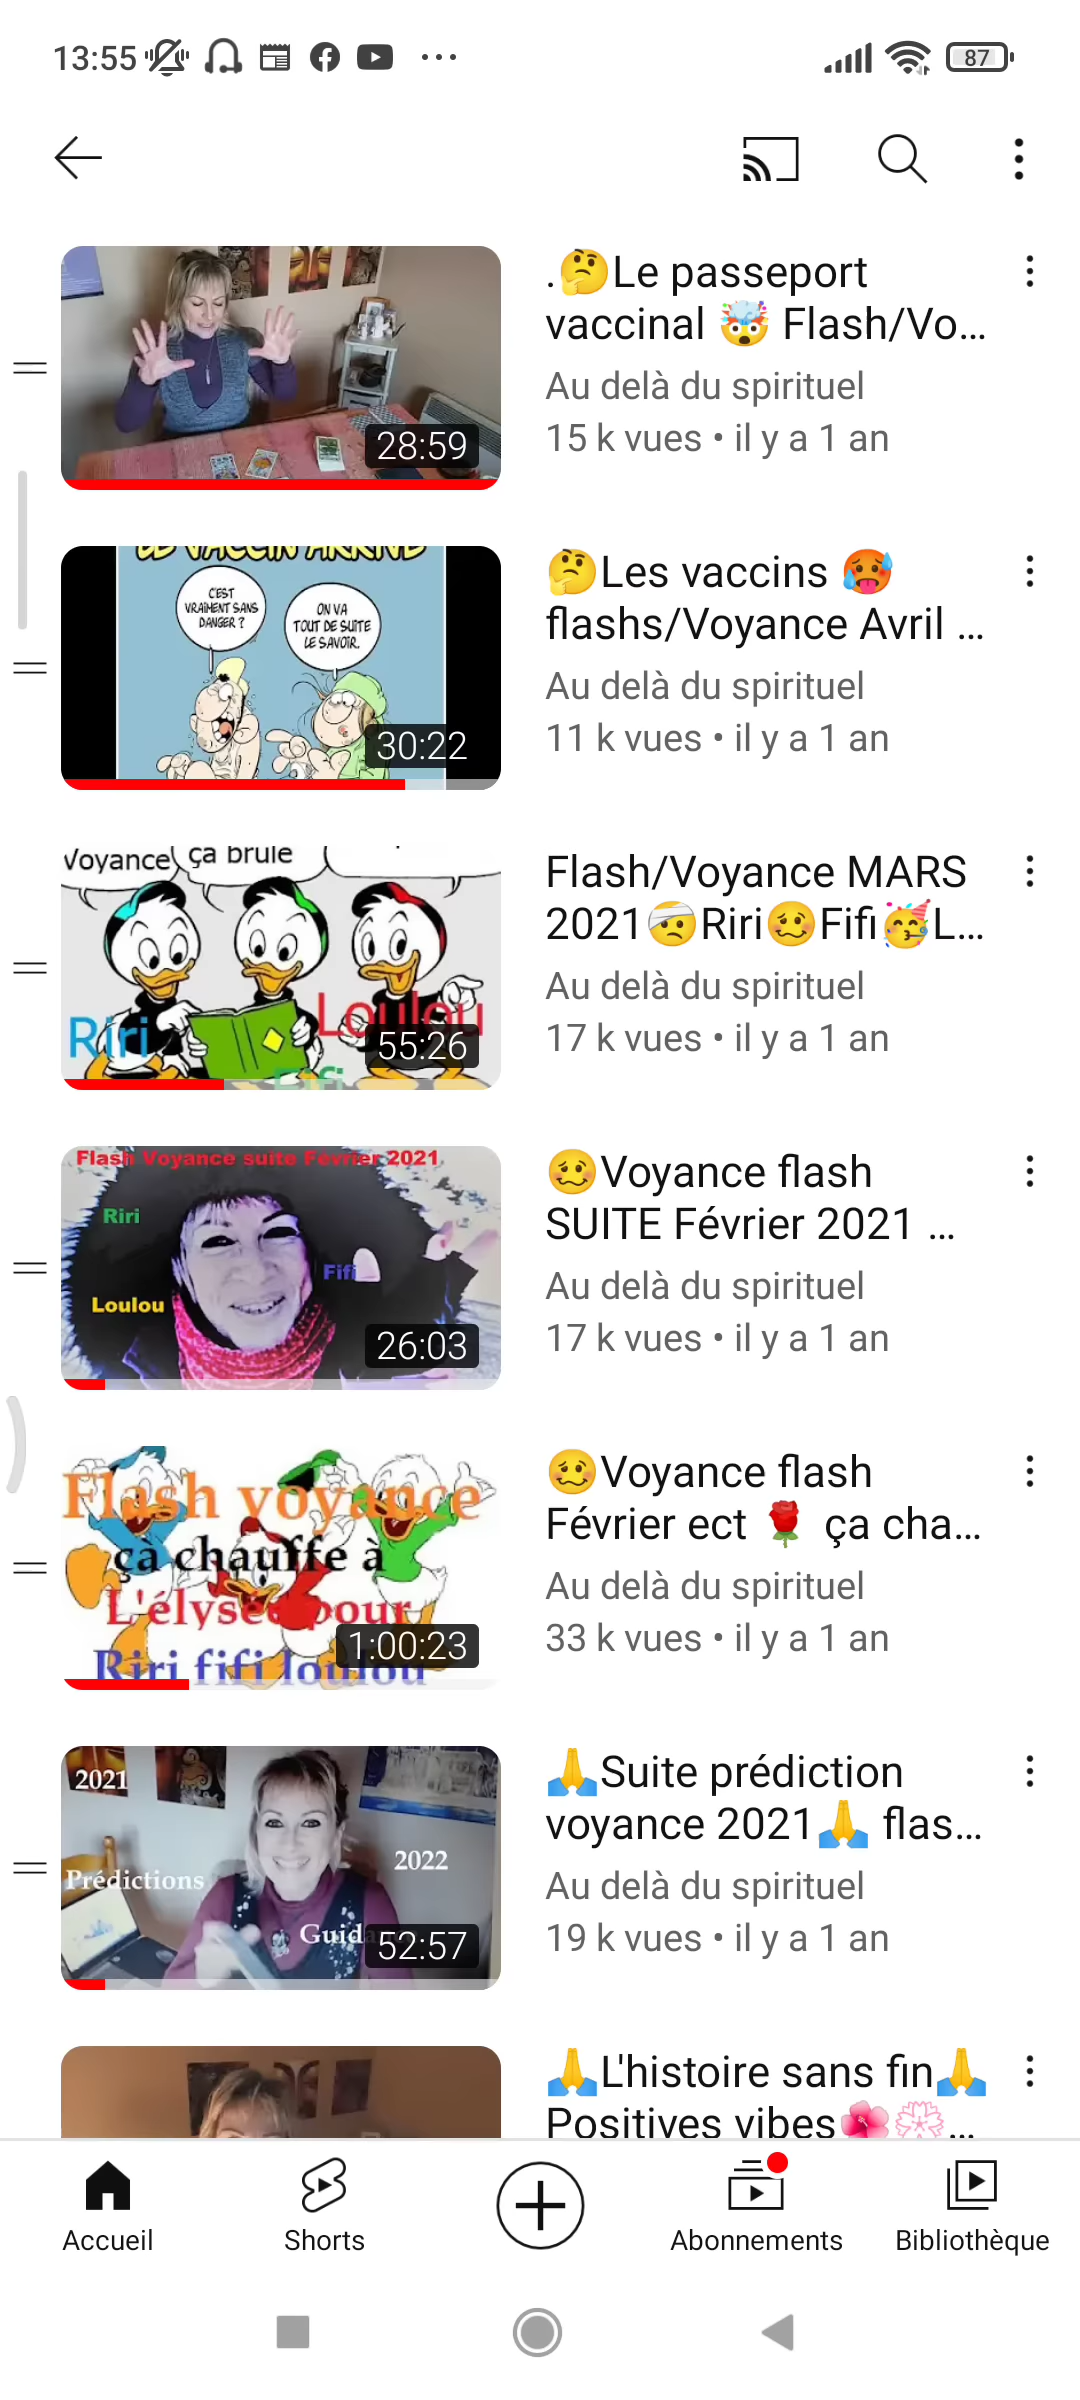 13:55
87
.🤔Le passeport
vaccinal 🤯 Flash/Vo...
Au delà du spirituel
15 k vues • il y a 1 an
28:59
LE VACCIN ARRIVE
C'EST
VRAIMENT SANS
DANGER ?
ON VA
TOUT DE SUITE
LE SAVOIR.
30:22
🤔Les vaccins 🥵
flashs/Voyance Avril ...
Au delà du spirituel
11 k vues • il y a 1 an
Voyance
ça brule
Riri
Loulou
Fifi
55:26
Flash/Voyance MARS
2021🤕Riri🥴Fifi🥳L...
Au delà du spirituel
17 k vues • il y a 1 an
Flash Voyance suite Février 2021
Riri
Fifi
Loulou
26:03
🥴Voyance flash
SUITE Février 2021 ...
Au delà du spirituel
17 k vues • il y a 1 an
Flash voyance
ça chauffe à
L'élysée pour
Riri fifi loulou
1:00:23
🥴Voyance flash
Février ect 🌹 ça cha...
Au delà du spirituel
33 k vues • il y a 1 an
2021
Prédictions
2022
52:57
🙏Suite prédiction
voyance 2021🙏 flas...
Au delà du spirituel
19 k vues • il y a 1 an
🙏L'histoire sans fin🙏
Positives vibes🌺💮...
Accueil
Shorts
Abonnements
Bibliothèque